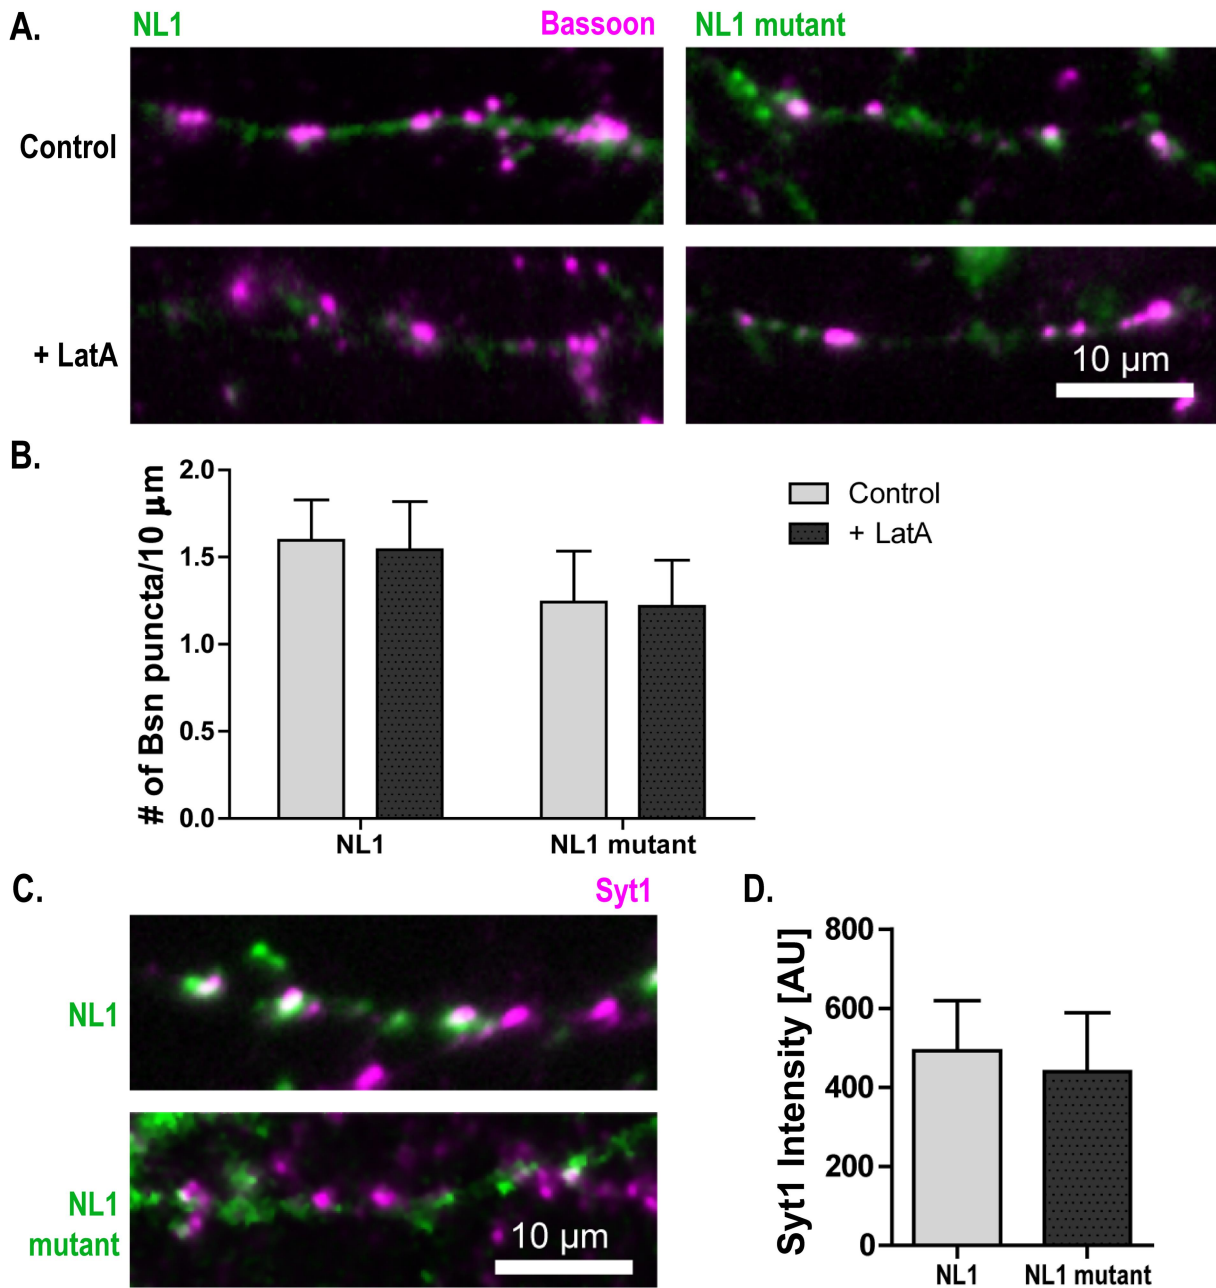 A.
NL1 Bassoon NL1 mutant
Control
+ LatA
10 µm
B.
# of Bsn puncta/10 µm
2.0
1.5
1.0
0.5
0.0
NL1 NL1 mutant
Control
+ LatA
C.
Syt1
NL1
NL1
mutant
10 µm
D.
Syt1 Intensity [AU]
800
600
400
200
0
NL1 NL1 mutant